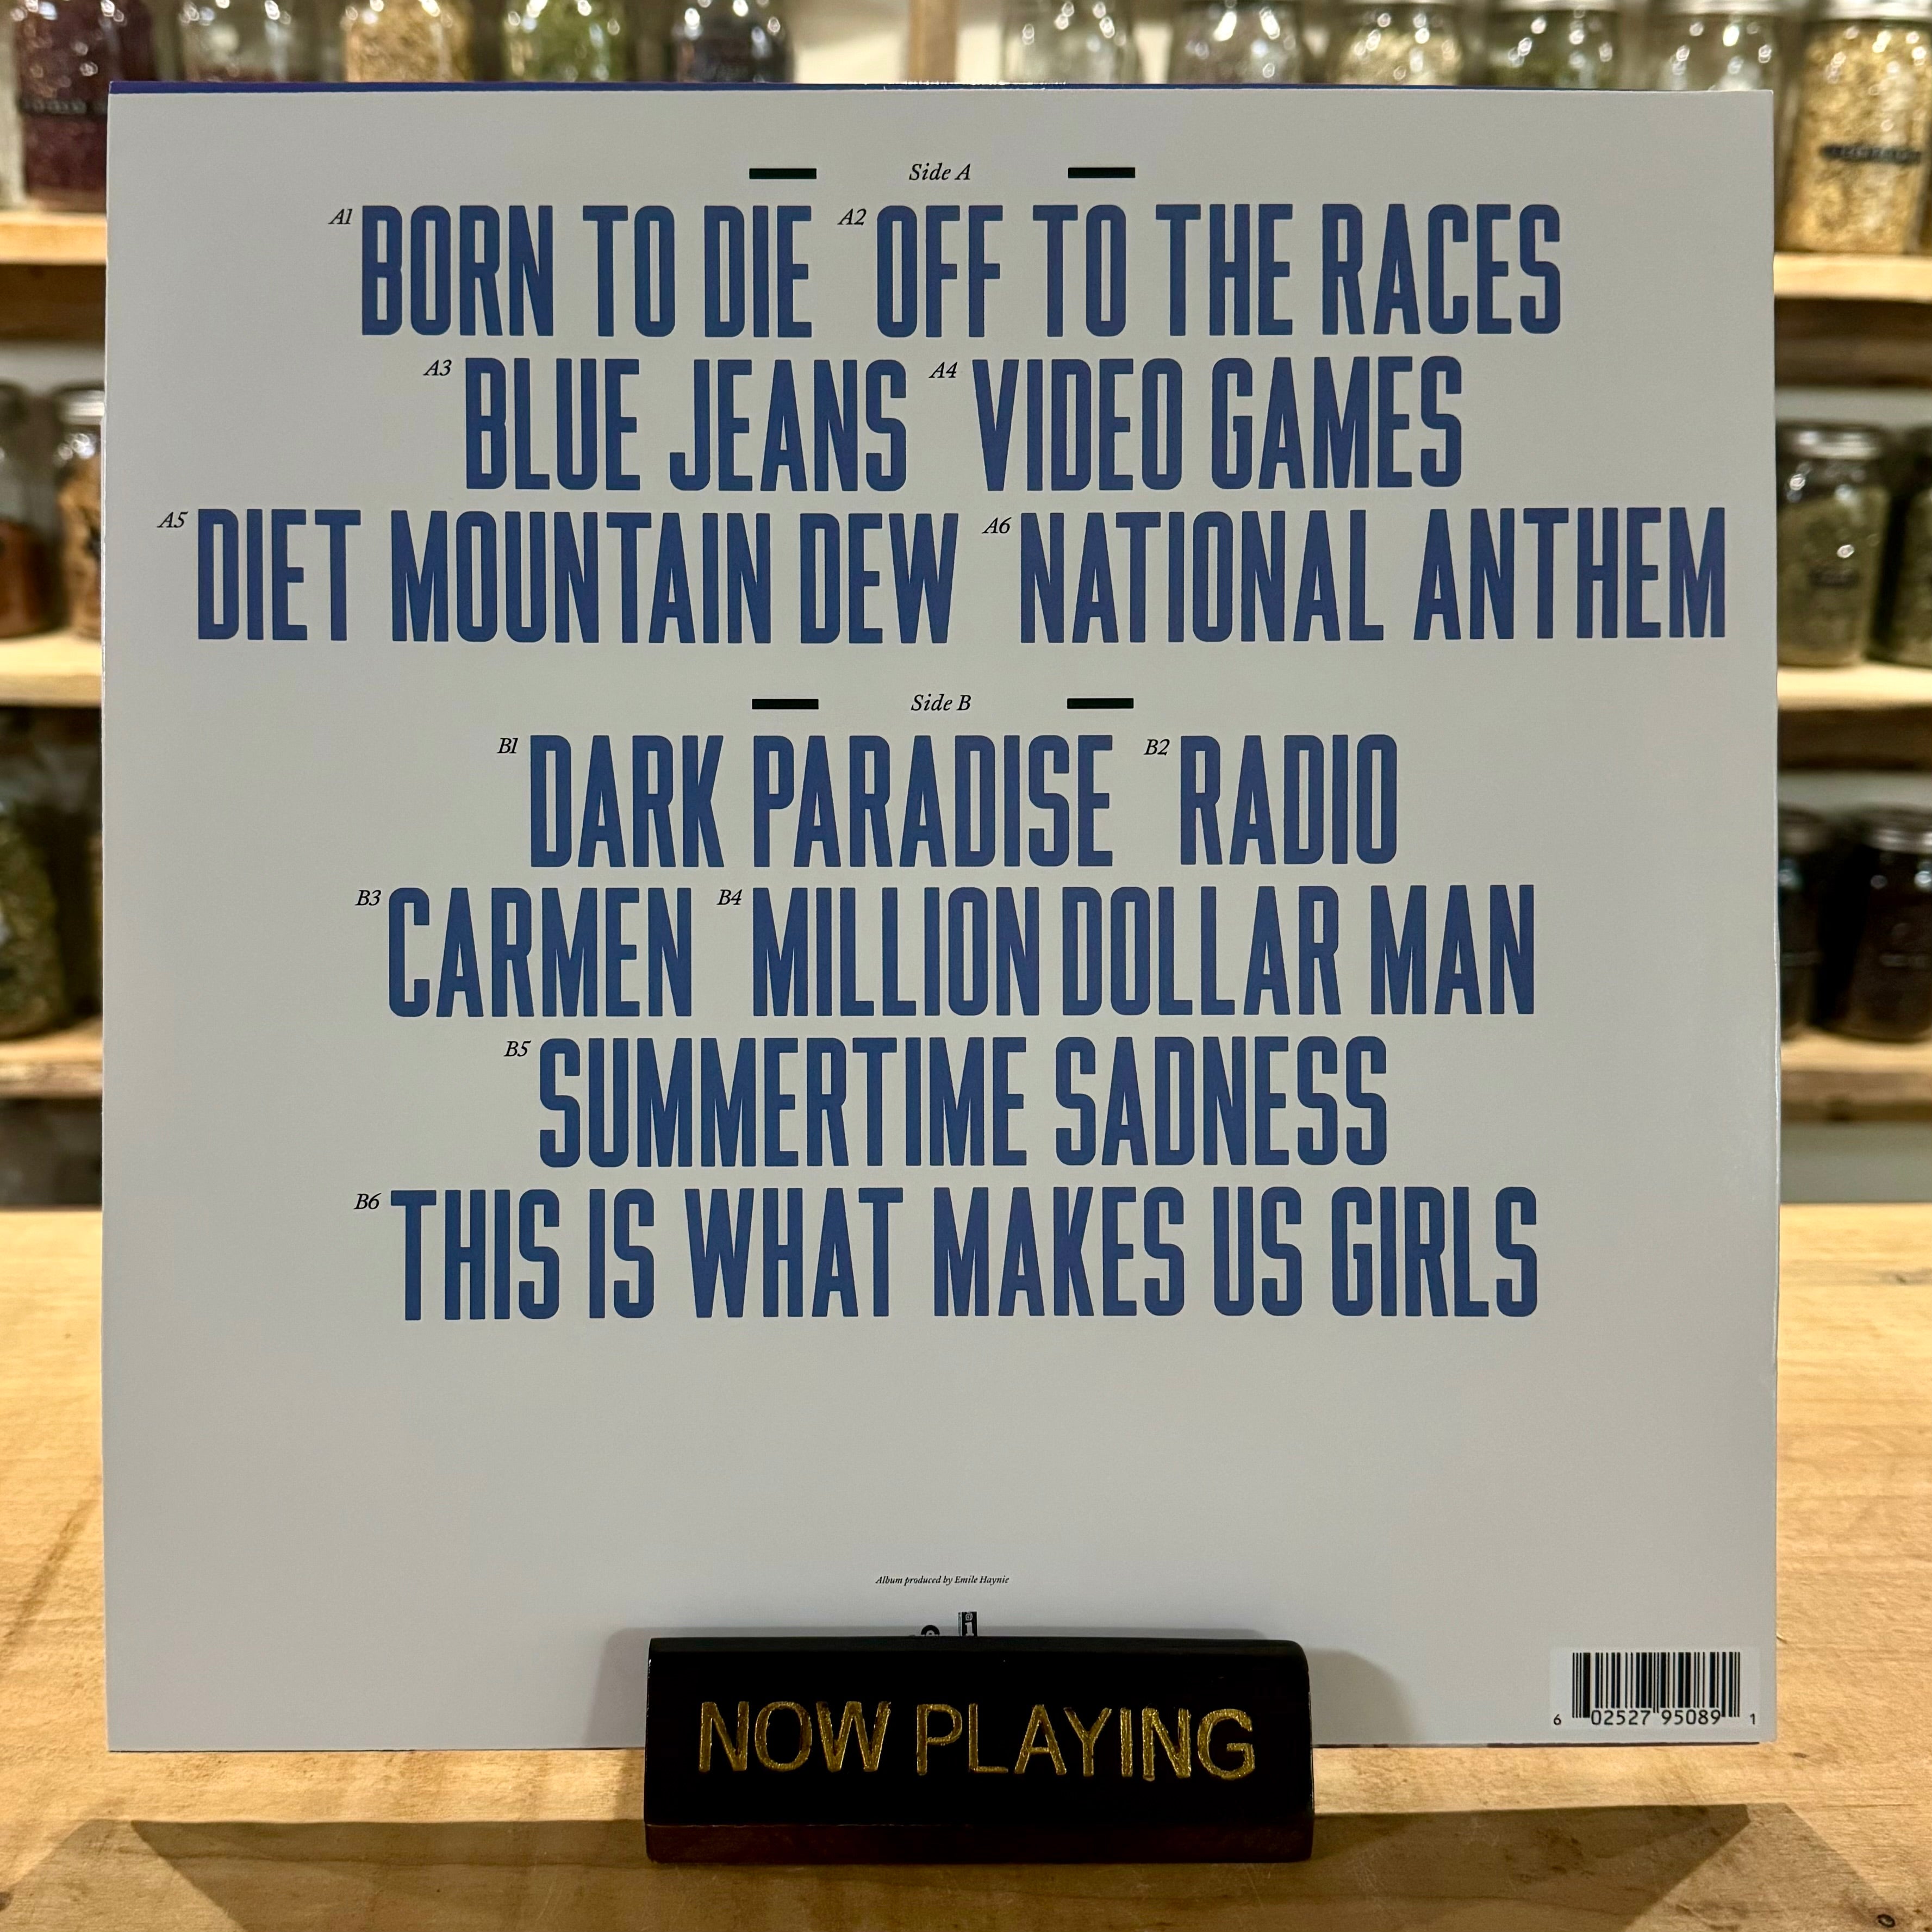 Side A
A1 BORN TO DIE A2 OFF TO THE RACES
A3 BLUE JEANS A4 VIDEO GAMES
A5 DIET MOUNTAIN DEW A6 NATIONAL ANTHEM
Side B
B1 DARK PARADISE B2 RADIO
B3 CARMEN B4 MILLION DOLLAR MAN
B5 SUMMERTIME SADNESS
B6 THIS IS WHAT MAKES US GIRLS
Album produced by Emile Haynie
6 02527 95089 1
NOW PLAYING